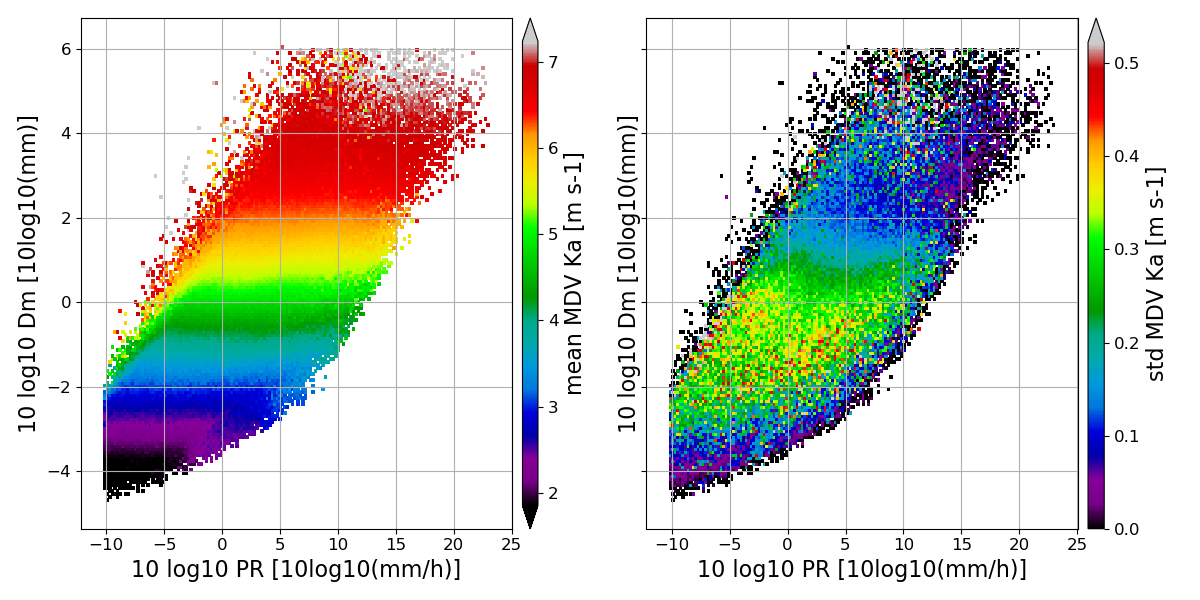 6
4
2
0
−2
−4
10 log10 Dm [10log10(mm)]
−10 −5 0 5 10 15 20 25
10 log10 PR [10log10(mm/h)]
7
6
5
4
3
2
mean MDV Ka [m s-1]
10 log10 Dm [10log10(mm)]
−10 −5 0 5 10 15 20 25
10 log10 PR [10log10(mm/h)]
0.5
0.4
0.3
0.2
0.1
0.0
std MDV Ka [m s-1]